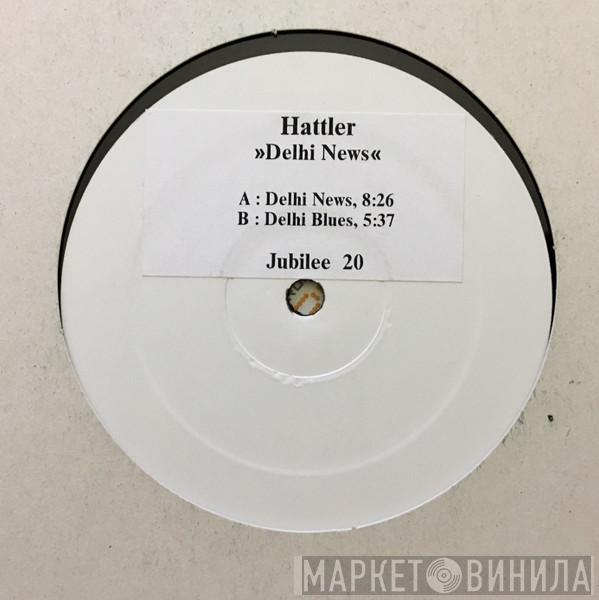 Hattler
»Delhi News«
A : Delhi News, 8:26
B : Delhi Blues, 5:37
Jubilee 20
МАРКЕТ ВИНИЛА